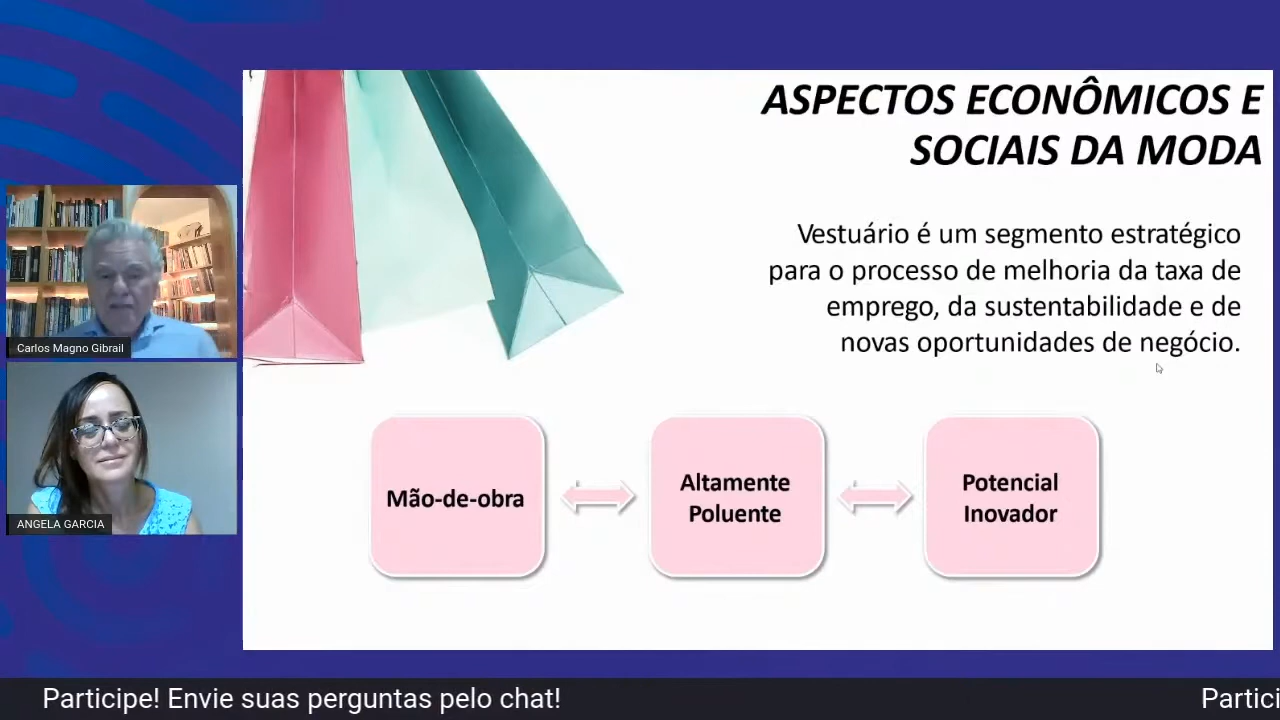 ASPECTOS ECONÔMICOS E
SOCIAIS DA MODA
Vestuário é um segmento estratégico
para o processo de melhoria da taxa de
emprego, da sustentabilidade e de
novas oportunidades de negócio.
Mão-de-obra
Altamente
Poluente
Potencial
Inovador
Carlos Magno Gibrail
ANGELA GARCIA
Participe! Envie suas perguntas pelo chat!
Partici